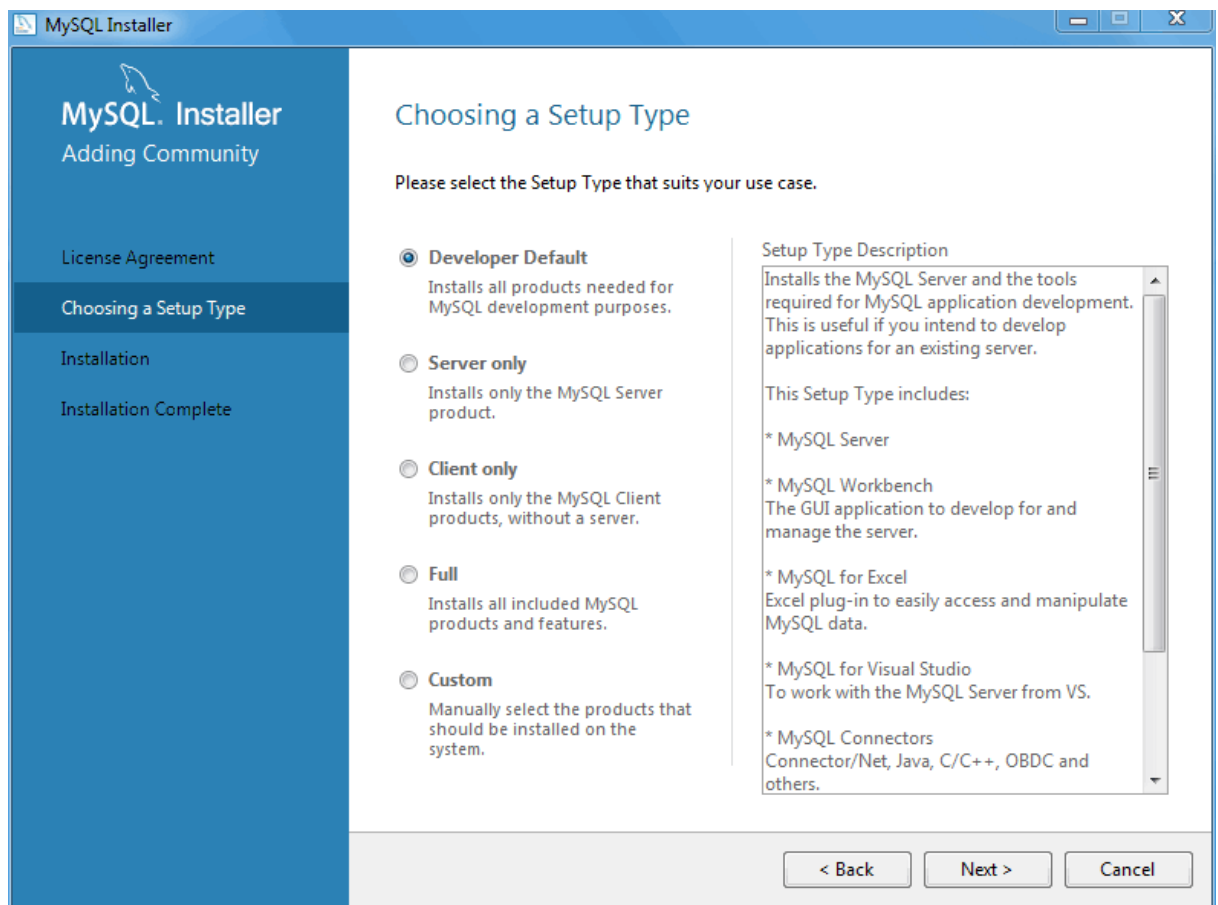 MySQL Installer
MySQL. Installer
Adding Community
License Agreement
Choosing a Setup Type
Installation
Installation Complete
Choosing a Setup Type
Please select the Setup Type that suits your use case.
Developer Default
Installs all products needed for
MySQL development purposes.
Server only
Installs only the MySQL Server
product.
Client only
Installs only the MySQL Client
products, without a server.
Full
Installs all included MySQL
products and features.
Custom
Manually select the products that
should be installed on the
system.
Setup Type Description
Installs the MySQL Server and the tools
required for MySQL application development.
This is useful if you intend to develop
applications for an existing server.
This Setup Type includes:
* MySQL Server
* MySQL Workbench
The GUI application to develop for and
manage the server.
* MySQL for Excel
Excel plug-in to easily access and manipulate
MySQL data.
* MySQL for Visual Studio
To work with the MySQL Server from VS.
* MySQL Connectors
Connector/Net, Java, C/C++, OBDC and
others.
< Back
Next >
Cancel